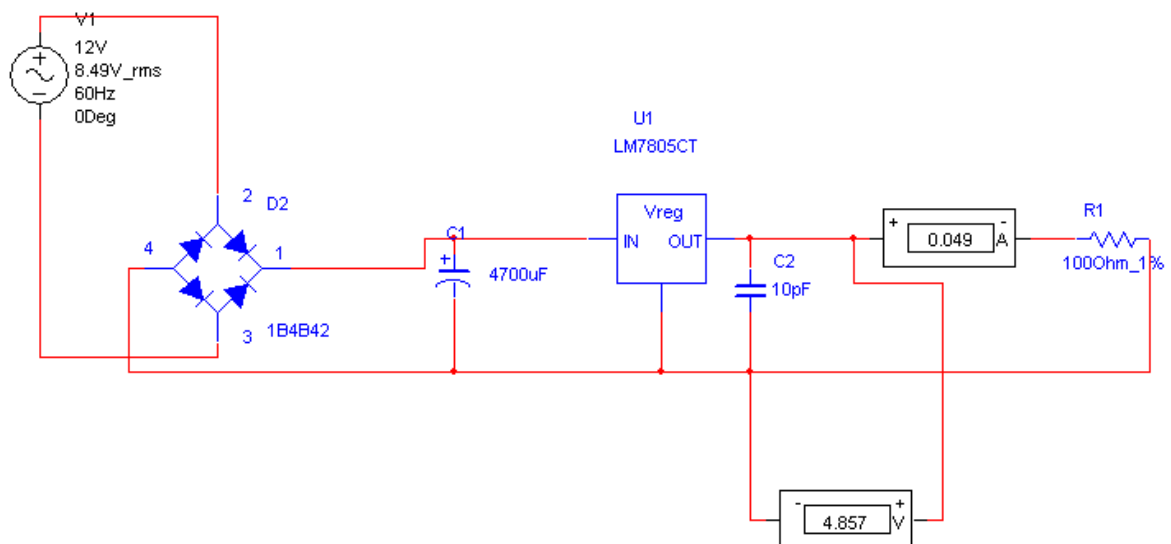 V1
12V
8.49V_rms
60Hz
0Deg
+
−
2
D2
4
1
3
1B4B42
C1
+
4700uF
U1
LM7805CT
Vreg
IN OUT
C2
10pF
+ -
0.049 A
R1
100Ohm_1%
- +
4.857 V